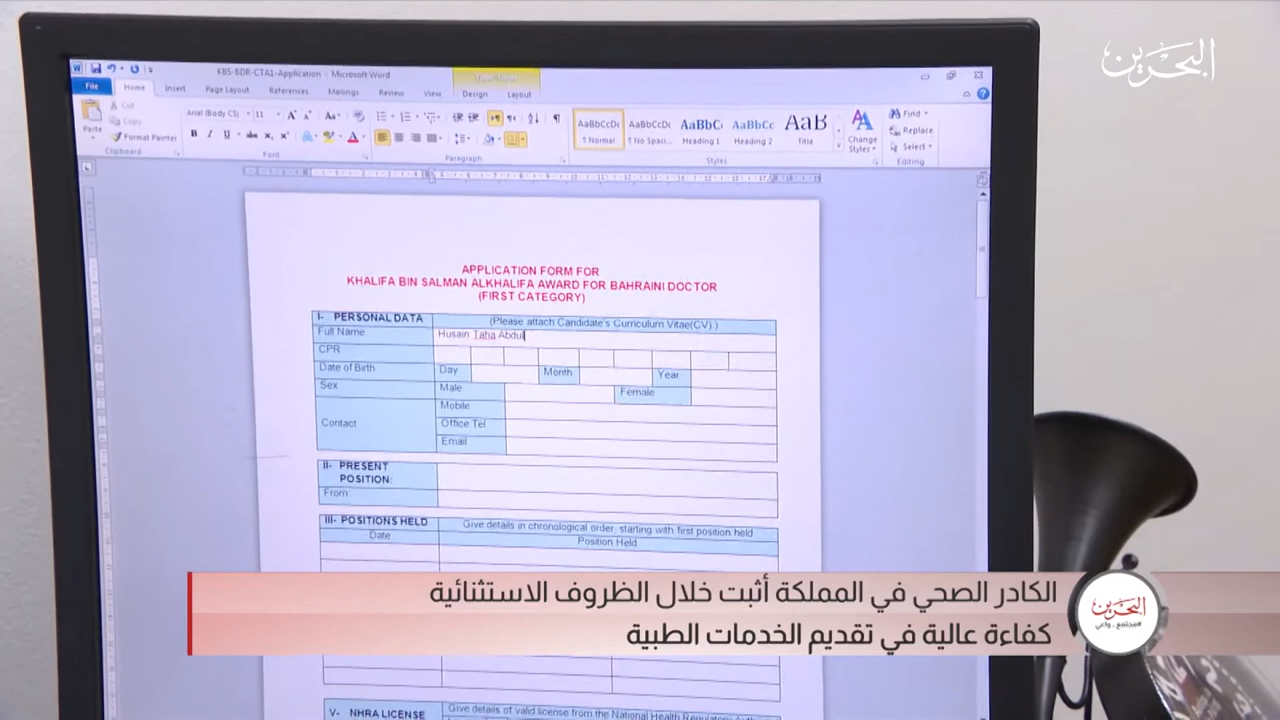 البحرين
KBS-BDR-CTA1-Application - Microsoft Word
File Home Insert Page Layout References Mailings Review View Design Layout
Cut
Copy
Paste
Format Painter
Clipboard
Arial (Body CS) 11
Font
Paragraph
AaBbCcDc AaBbCcDc AaBbC AaBbCc AaB
¶ Normal ¶ No Spaci... Heading 1 Heading 2 Title
Change Styles
Styles
Find
Replace
Select
Editing
APPLICATION FORM FOR
KHALIFA BIN SALMAN ALKHALIFA AWARD FOR BAHRAINI DOCTOR
(FIRST CATEGORY)
I- PERSONAL DATA (Please attach Candidate's Curriculum Vitae(CV) )
Full Name Husain Taha Abdul
CPR
Date of Birth Day Month Year
Sex Male Female
Contact Mobile
Office Tel
Email
II- PRESENT POSITION:
From
III- POSITIONS HELD Give details in chronological order, starting with first position held
Date Position Held
الكادر الصحي في المملكة أثبت خلال الظروف الاستثنائية
كفاءة عالية في تقديم الخدمات الطبية
البحرين
#مجتمع_واعي
V- NHRA LICENSE Give details of valid license from the National Health Regulatory